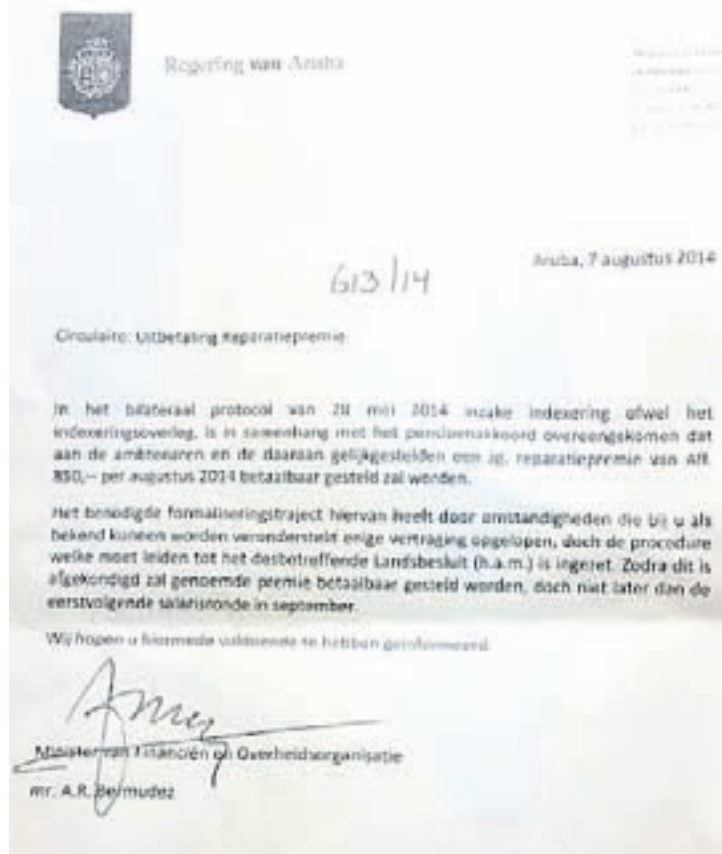 Regering van Aruba
Aruba, 7 augustus 2014
613/14
Circulaire: Uitbetaling Reparatiepremie
In het bilateraal protocol van 28 mei 2014 inzake indexering ofwel het
indexeringsoverleg, is in samenhang met het pensioenakkoord overeengekomen dat
aan de ambtenaren en de daaraan gelijkgestelden een zg. reparatiepremie van Afl.
850,-- per augustus 2014 betaalbaar gesteld zal worden.
Het benodigde formaliseringstraject hiervan heeft door omstandigheden die bij u als
bekend kunnen worden verondersteld enige vertraging opgelopen, doch de procedure
welke moet leiden tot het desbetreffende Landsbesluit (h.a.m.) is ingezet. Zodra dit is
afgekondigd zal genoemde premie betaalbaar gesteld worden, doch niet later dan de
eerstvolgende salarisronde in september.
Wij hopen u hiermede voldoende te hebben geïnformeerd.
Minister van Financiën en Overheidsorganisatie
mr. A.R. Bermudez